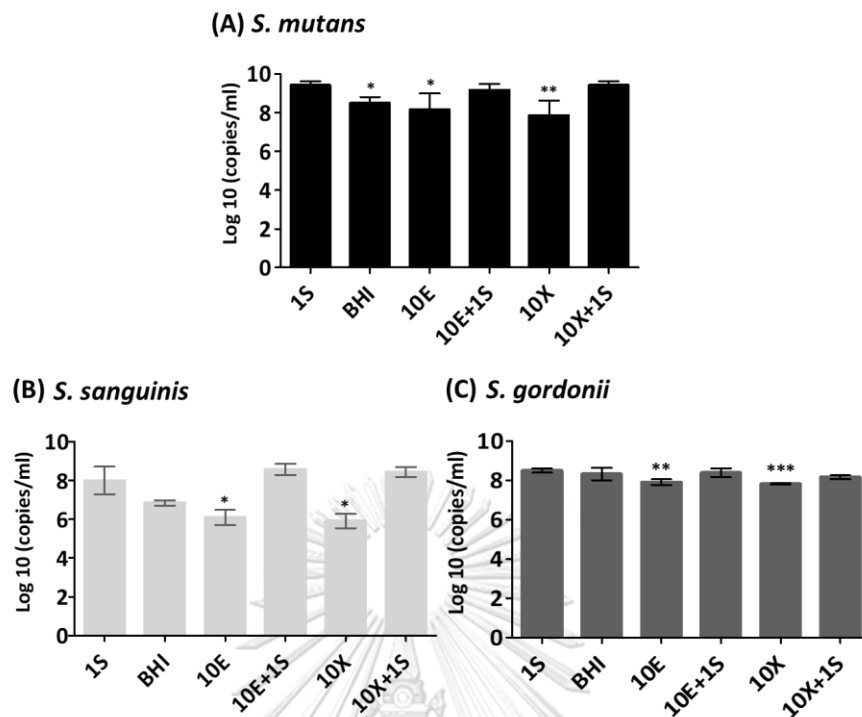 (A) S. mutans
Log 10 (copies/ml)
10
8
6
4
2
0
* * **
1S BHI 10E 10E+1S 10X 10X+1S
(B) S. sanguinis
Log 10 (copies/ml)
10
8
6
4
2
0
* *
1S BHI 10E 10E+1S 10X 10X+1S
(C) S. gordonii
Log 10 (copies/ml)
10
8
6
4
2
0
** ***
1S BHI 10E 10E+1S 10X 10X+1S